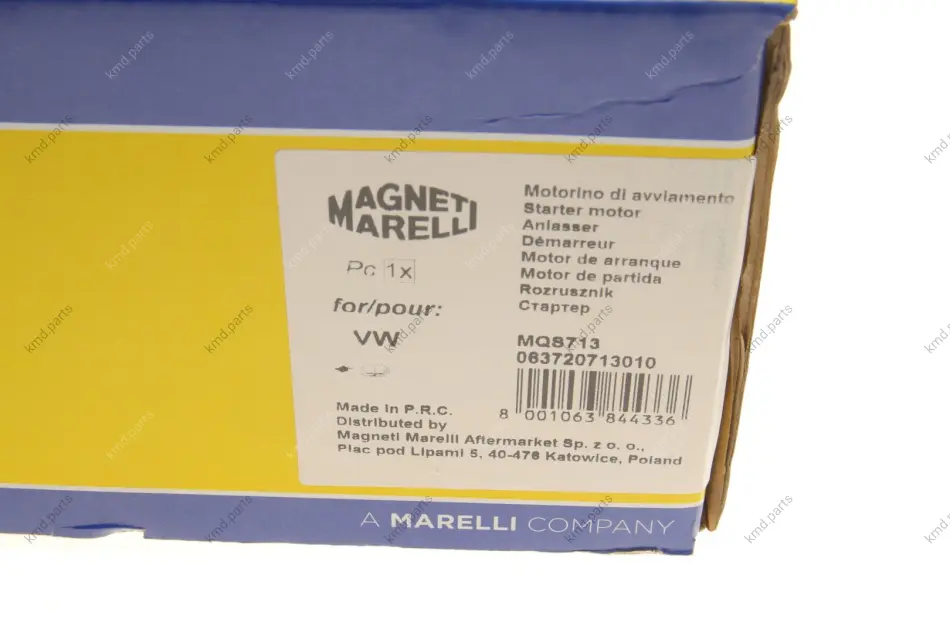 MAGNETI
MARELLI
Pc 1x
for/pour:
VW
Motorino di avviamento
Starter motor
Anlasser
Démarreur
Motor de arranque
Motor de partida
Rozrusznik
Стартер
MQS713
063720713010
8 001063 844336
Made in P.R.C.
Distributed by
Magneti Marelli Aftermarket Sp. z o. o.,
Plac pod Lipami 5, 40-476 Katowice, Poland
A MARELLI COMPANY
kmd.parts